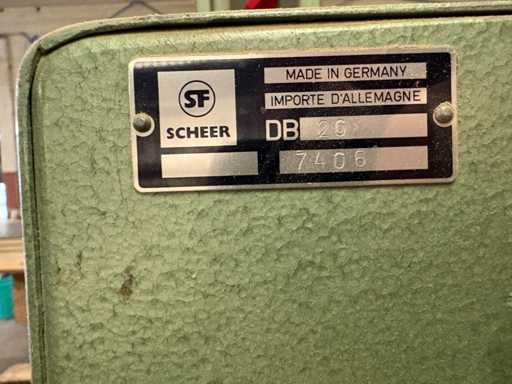 SF
SCHEER
MADE IN GERMANY
IMPORTE D'ALLEMAGNE
DB
7406